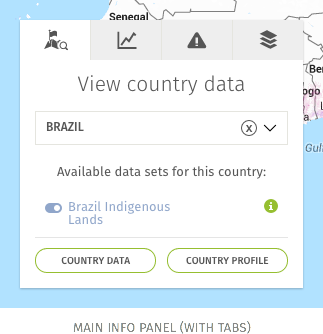 Senegal
View country data
BRAZIL
Available data sets for this country:
Brazil Indigenous
Lands
COUNTRY DATA
COUNTRY PROFILE
MAIN INFO PANEL (WITH TABS)